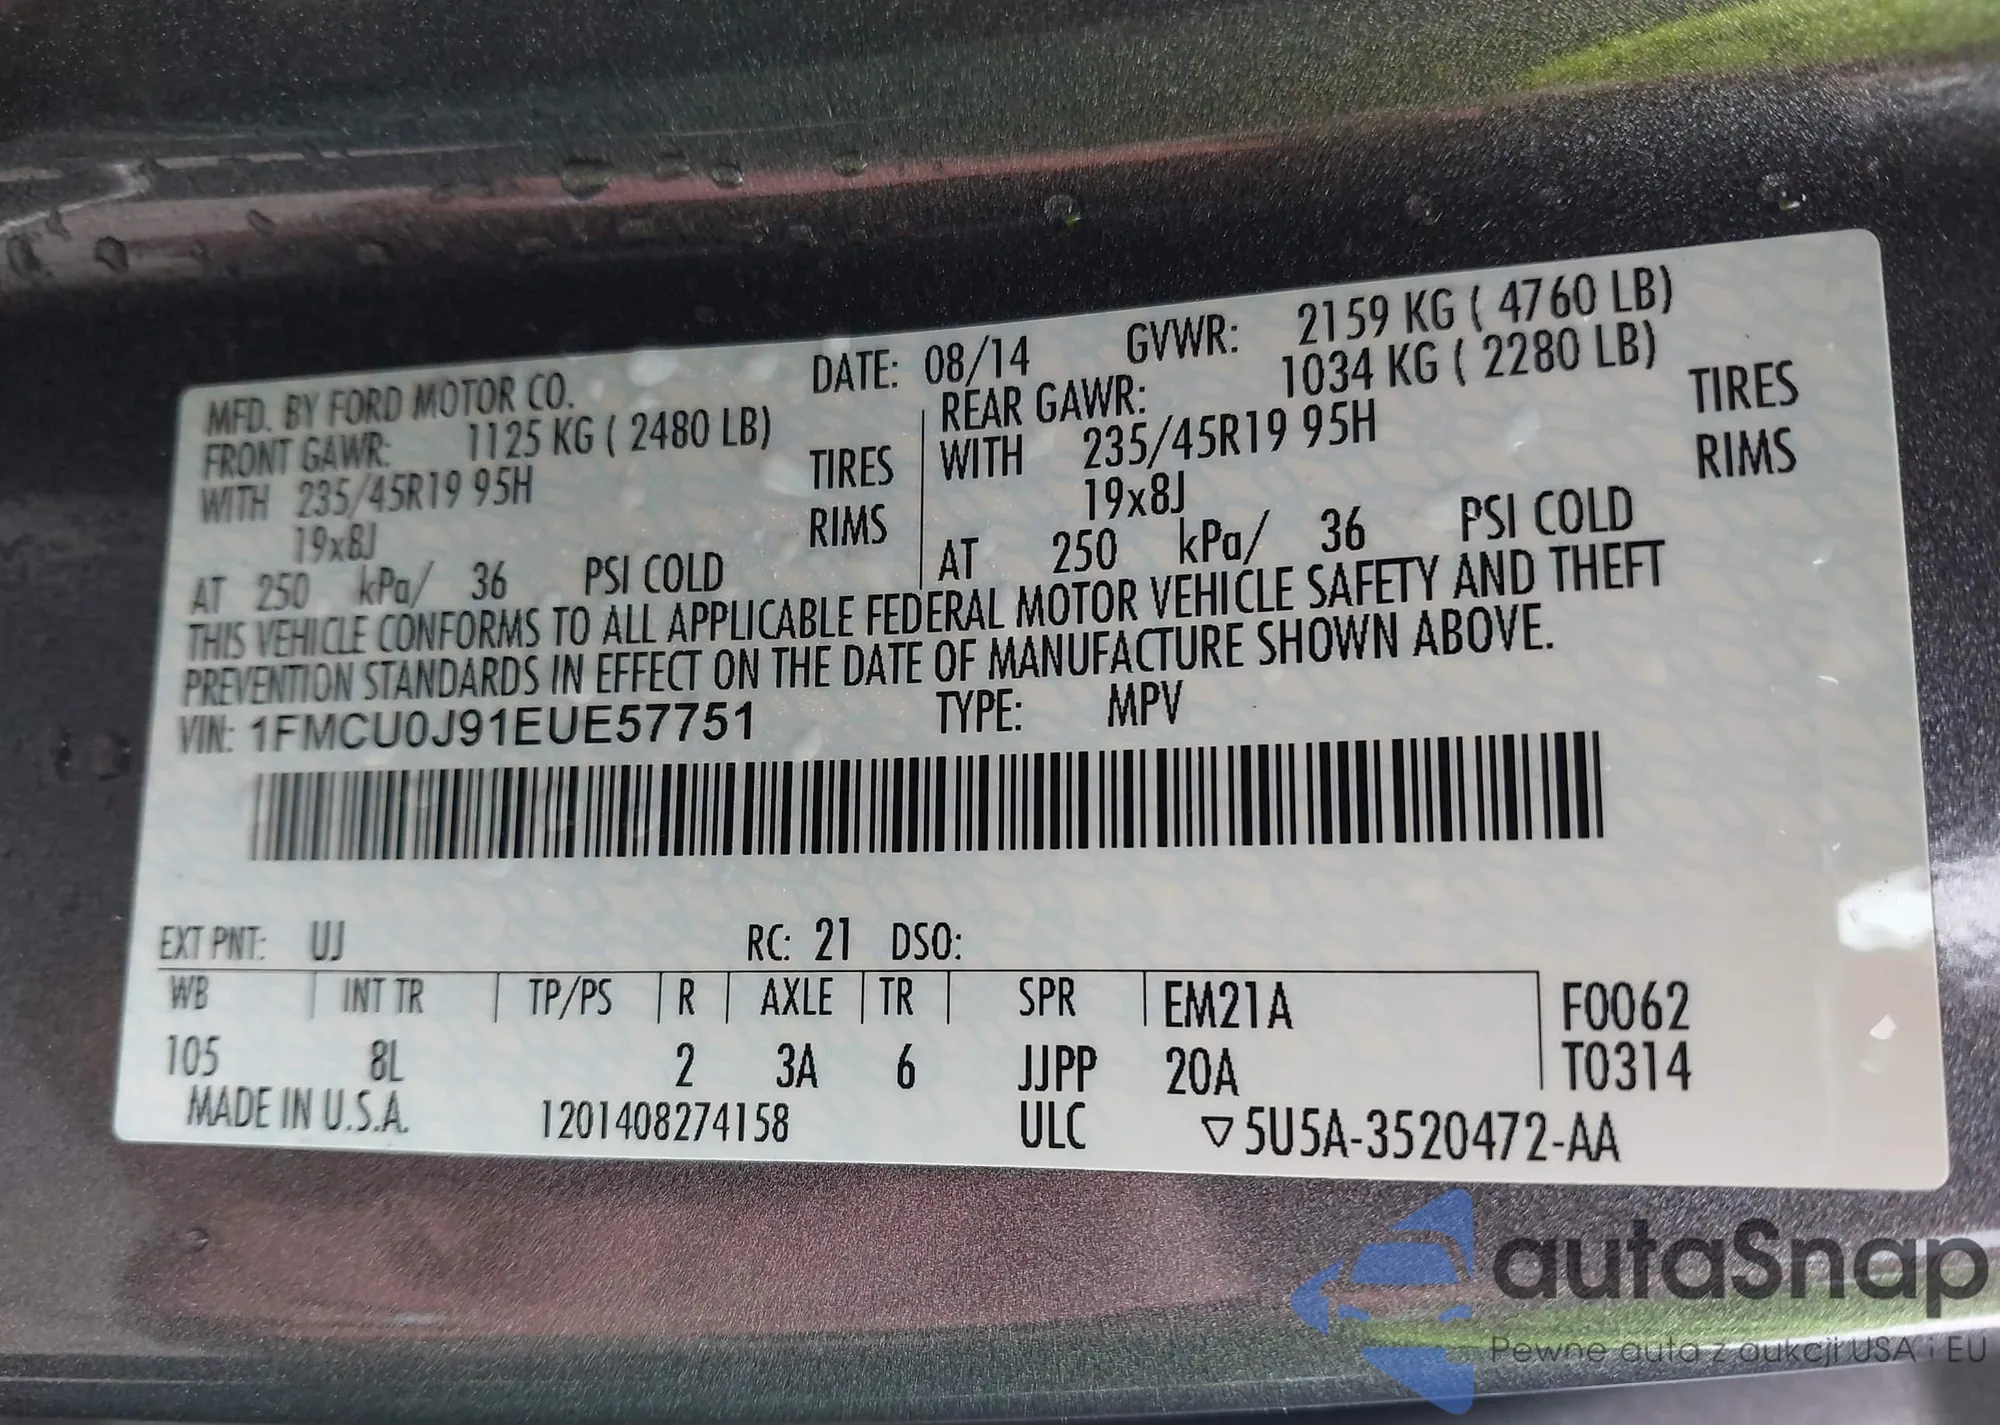 MFD. BY FORD MOTOR CO. DATE: 08/14 GVWR: 2159 KG ( 4760 LB)
FRONT GAWR: 1125 KG ( 2480 LB) REAR GAWR: 1034 KG ( 2280 LB)
WITH 235/45R19 95H TIRES WITH 235/45R19 95H TIRES
19x8J RIMS 19x8J RIMS
AT 250 kPa/ 36 PSI COLD AT 250 kPa/ 36 PSI COLD
THIS VEHICLE CONFORMS TO ALL APPLICABLE FEDERAL MOTOR VEHICLE SAFETY AND THEFT
PREVENTION STANDARDS IN EFFECT ON THE DATE OF MANUFACTURE SHOWN ABOVE.
VIN: 1FMCU0J91EUE57751 TYPE: MPV
EXT PNT: UJ RC: 21 DSO:
WB INT TR TP/PS R AXLE TR SPR EM21A F0062
105 8L 2 3A 6 JJPP 20A T0314
MADE IN U.S.A. 1201408274158 ULC ▽5U5A-3520472-AA
autaSnap
Pewne auta z aukcji USA i EU